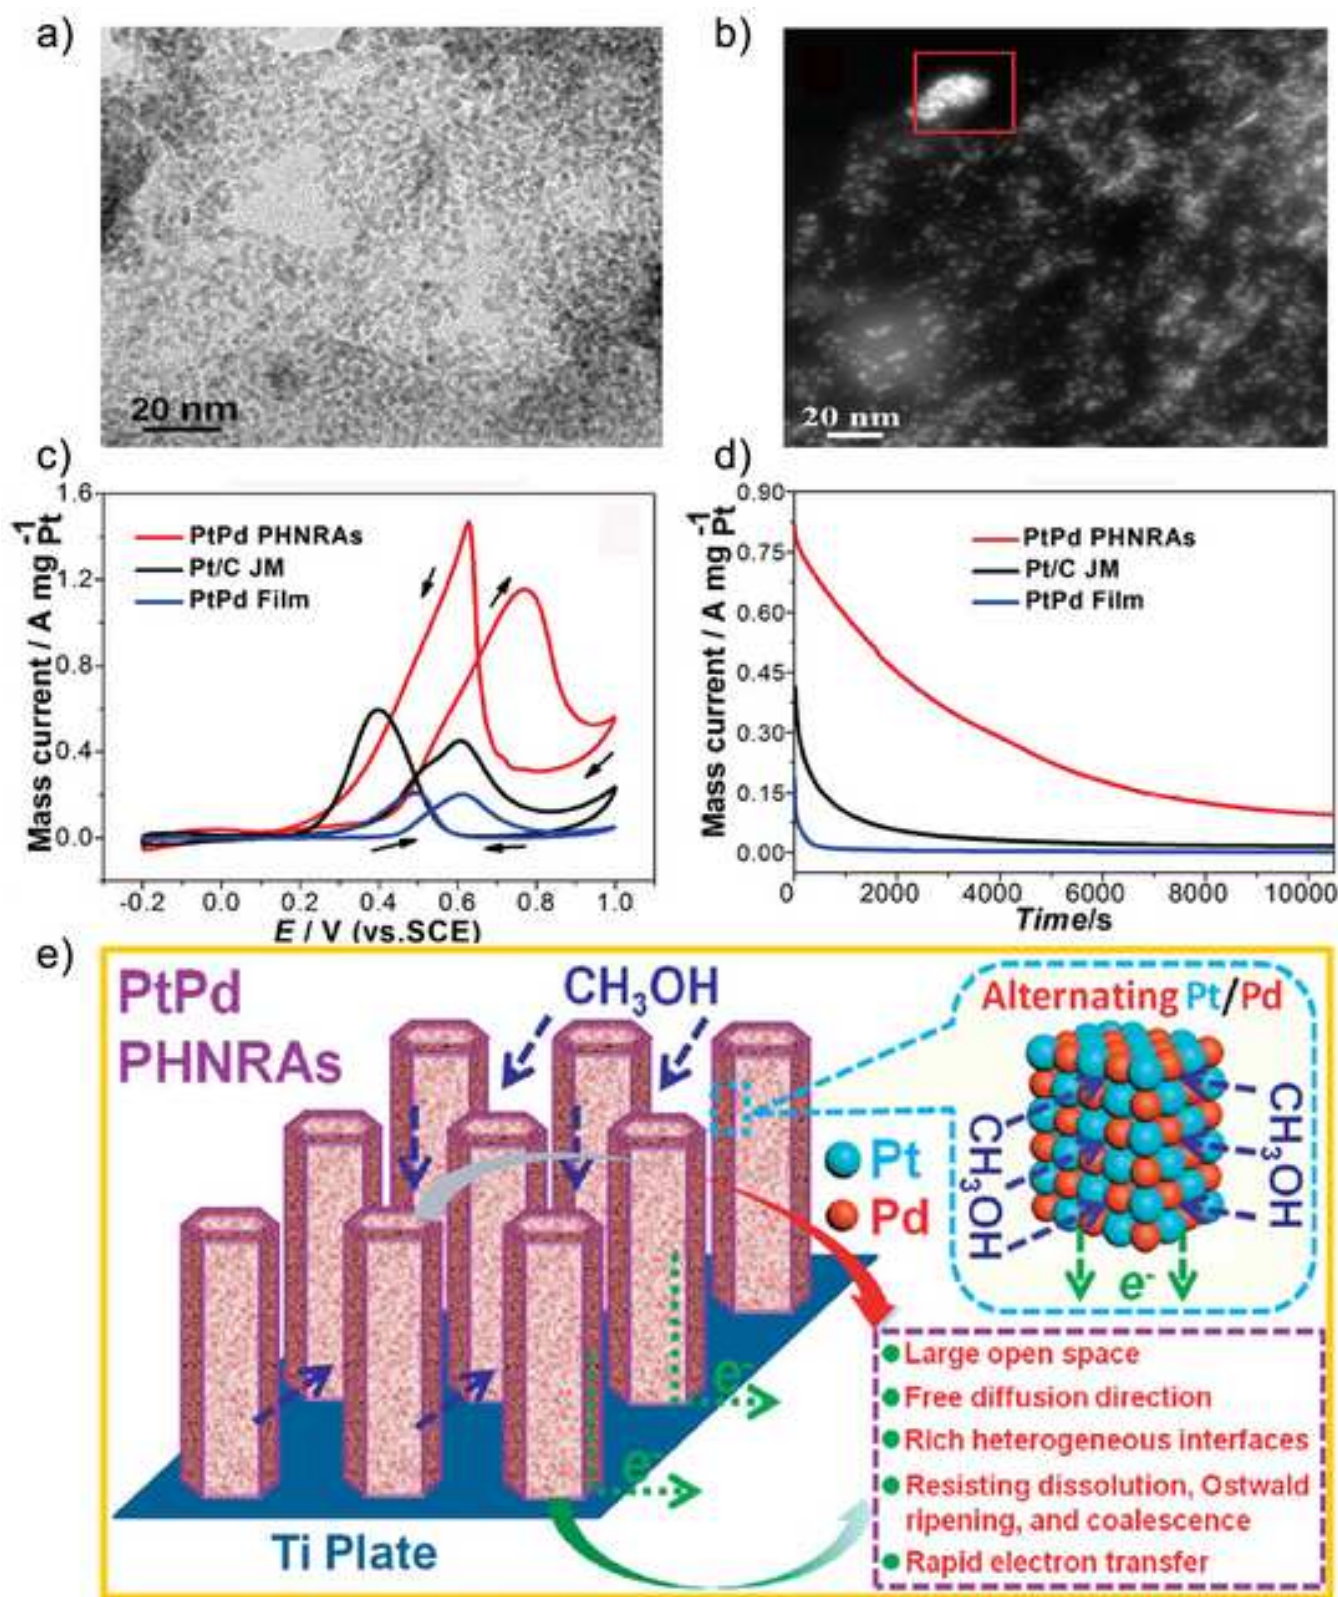 a)
b)
20 nm
20 nm
c)
d)
Mass current / A mg⁻¹Pt
1.6
1.2
0.8
0.4
0.0
PtPd PHNRAs
Pt/C JM
PtPd Film
-0.2 0.0 0.2 0.4 0.6 0.8 1.0
E / V (vs.SCE)
Mass current / A mg⁻¹Pt
0.90
0.75
0.60
0.45
0.30
0.15
0.00
PtPd PHNRAs
Pt/C JM
PtPd Film
0 2000 4000 6000 8000 10000
Time/s
e)
PtPd
PHNRAs
CH₃OH
Alternating Pt/Pd
CH₃OH
CH₃OH
Pt
Pd
e⁻
e⁻
e⁻
Ti Plate
Large open space
Free diffusion direction
Rich heterogeneous interfaces
Resisting dissolution, Ostwald
ripening, and coalescence
Rapid electron transfer